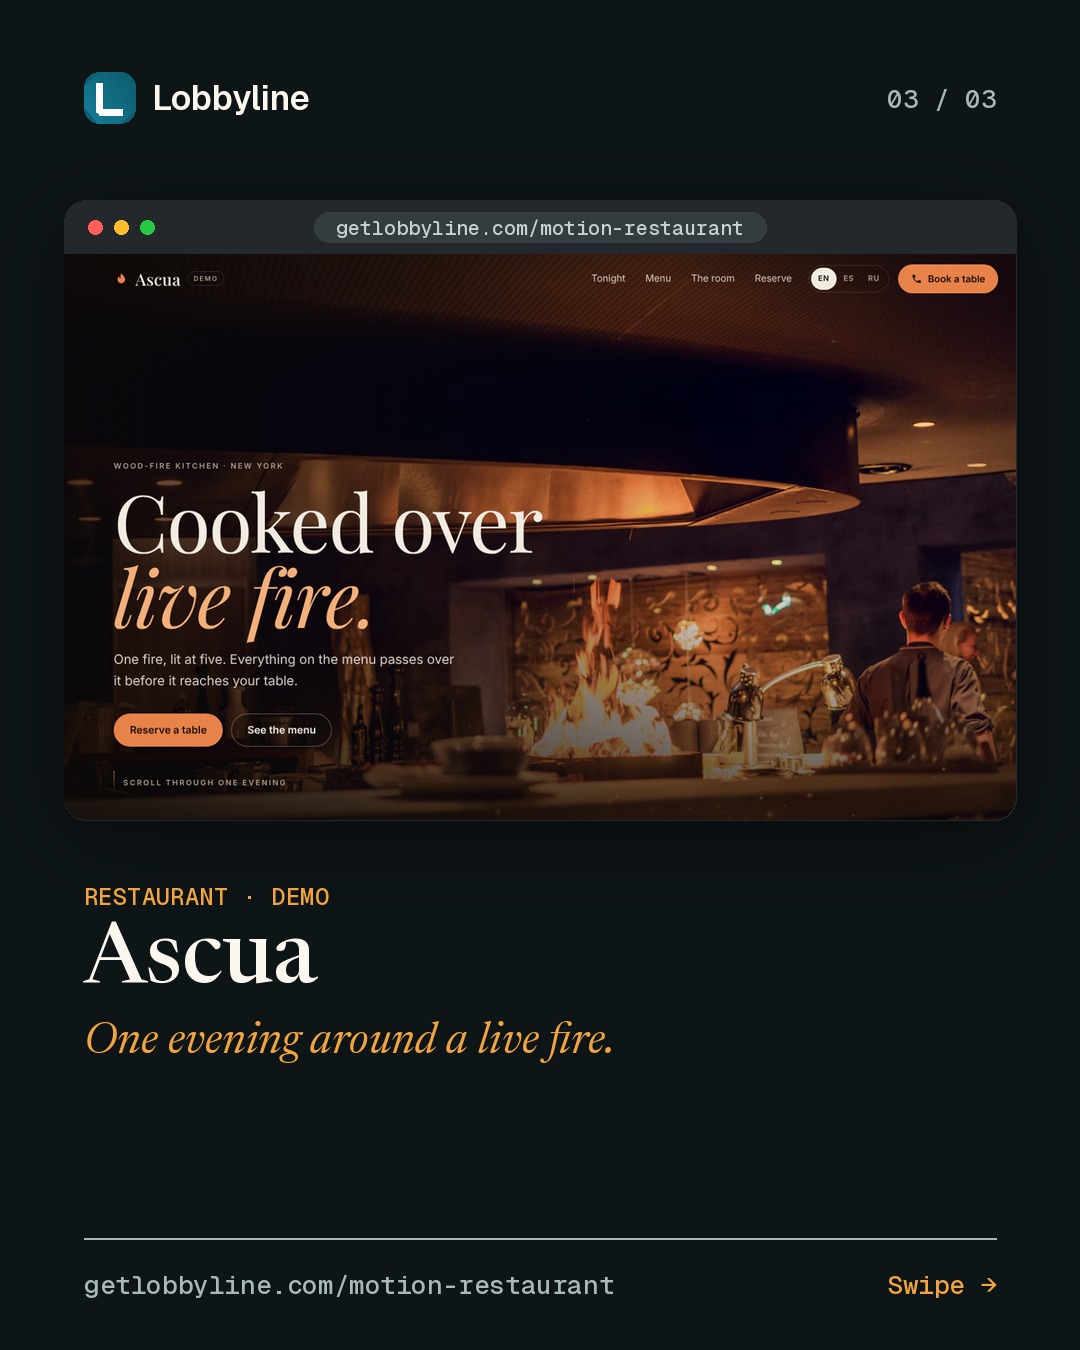 Lobbyline
03 / 03
getlobbyline.com/motion-restaurant
Ascua DEMO
Tonight Menu The room Reserve EN ES RU Book a table
WOOD-FIRE KITCHEN · NEW YORK
Cooked over
live fire.
One fire, lit at five. Everything on the menu passes over
it before it reaches your table.
Reserve a table See the menu
SCROLL THROUGH ONE EVENING
RESTAURANT · DEMO
Ascua
One evening around a live fire.
getlobbyline.com/motion-restaurant
Swipe →